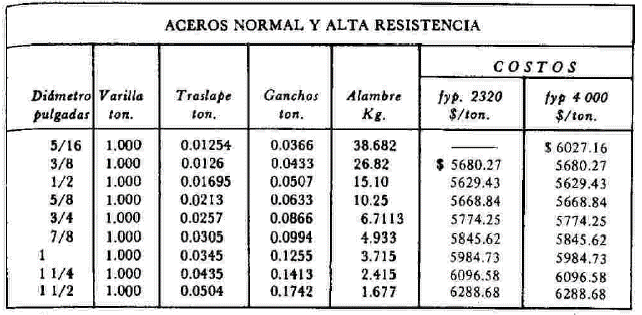 ACEROS NORMAL Y ALTA RESISTENCIA
COSTOS
Diámetro Varilla Traslape Ganchos Alambre fyp. 2320 fyp 4 000
pulgadas ton. ton. ton. Kg. $/ton. $/ton.
5/16 1.000 0.01254 0.0366 38.682 —— $ 6027.16
3/8 1.000 0.0126 0.0433 26.82 $ 5680.27 5680.27
1/2 1.000 0.01695 0.0507 15.10 5629.43 5629.43
5/8 1.000 0.0213 0.0633 10.25 5668.84 5668.84
3/4 1.000 0.0257 0.0866 6.7113 5774.25 5774.25
7/8 1.000 0.0305 0.0994 4.933 5845.62 5845.62
1 1.000 0.0345 0.1255 3.715 5984.73 5984.73
1 1/4 1.000 0.0435 0.1413 2.415 6096.58 6096.58
1 1/2 1.000 0.0504 0.1742 1.677 6288.68 6288.68